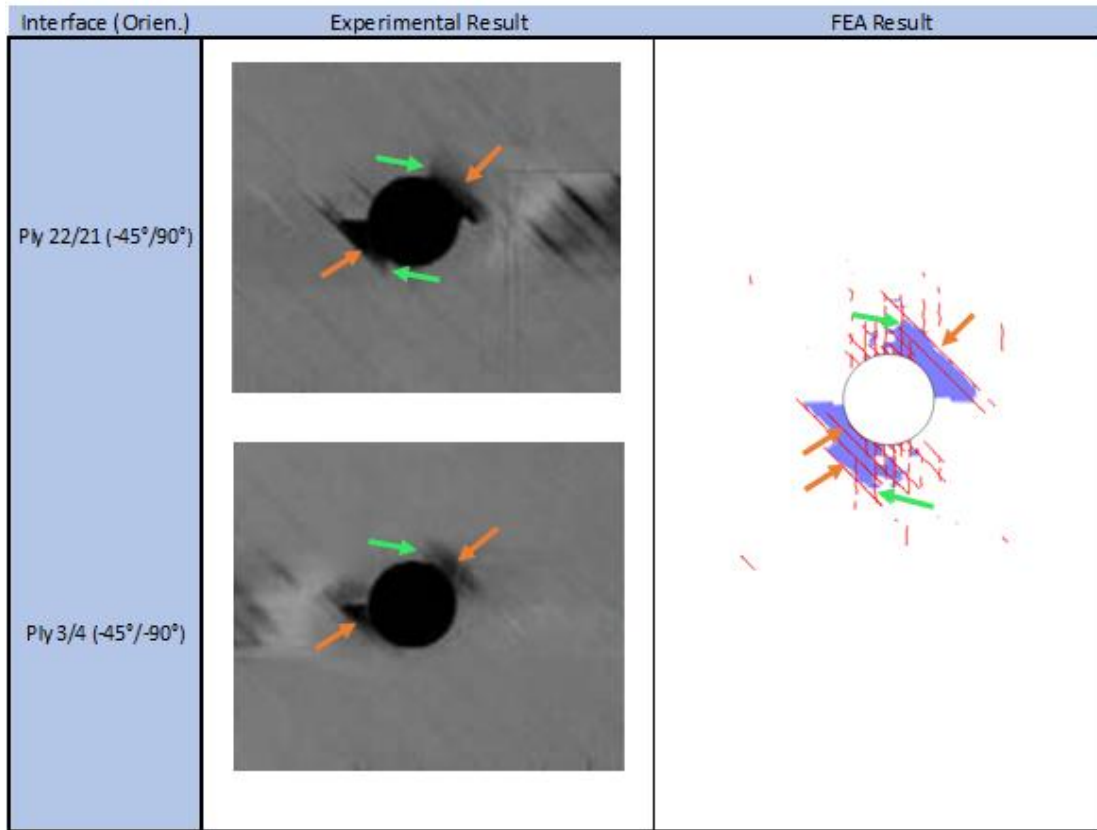 Interface (Orien.) Experimental Result FEA Result
Ply 22/21 (-45°/90°)
Ply 3/4 (-45°/-90°)